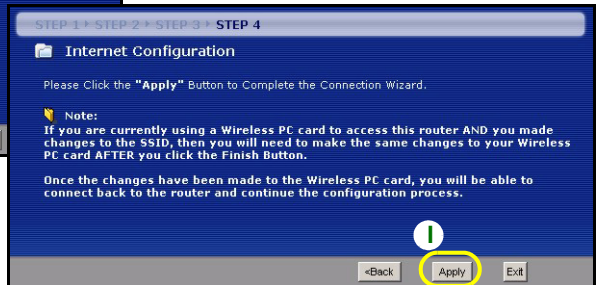 STEP 1 ▸ STEP 2 ▸ STEP 3 ▸ STEP 4
Internet Configuration
Please Click the "Apply" Button to Complete the Connection Wizard.
Note:
If you are currently using a Wireless PC card to access this router AND you made
changes to the SSID, then you will need to make the same changes to your Wireless
PC card AFTER you click the Finish Button.
Once the changes have been made to the Wireless PC card, you will be able to
connect back to the router and continue the configuration process.
I
<Back Apply Exit